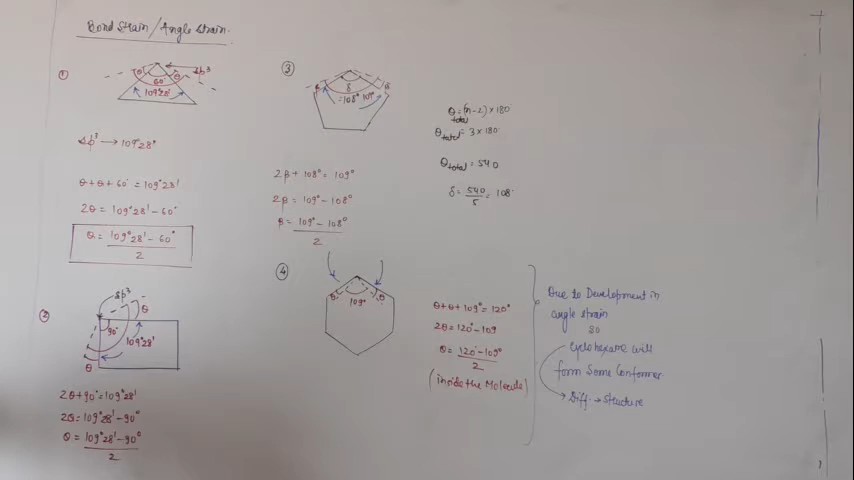 Bond Strain/Angle Strain.
①
θ θ sp³
60°
109°28'
sp³ → 109°28°
θ + θ + 60° = 109°28'
2θ = 109°28' - 60°
θ = 109°28' - 60°
2
②
sp³
θ
90°
109°28'
θ
2θ + 90° = 109°28'
2θ = 109°28' - 90°
θ = 109°28' - 90°
2
③
β β
δ
=108° 109°
2β + 108° = 109°
2β = 109° - 108°
β = 109° - 108°
2
θ = (n-2) × 180°
total
θtotal = 3 × 180°
θtotal = 540
δ = 540 = 108°
5
④
θ θ
109°
θ + θ + 109° = 120°
2θ = 120° - 109
θ = 120° - 109°
2
(inside the Molecule)
Due to Development in
angle strain
so
cyclohexane will
form Some Conformer
Diff. → structure